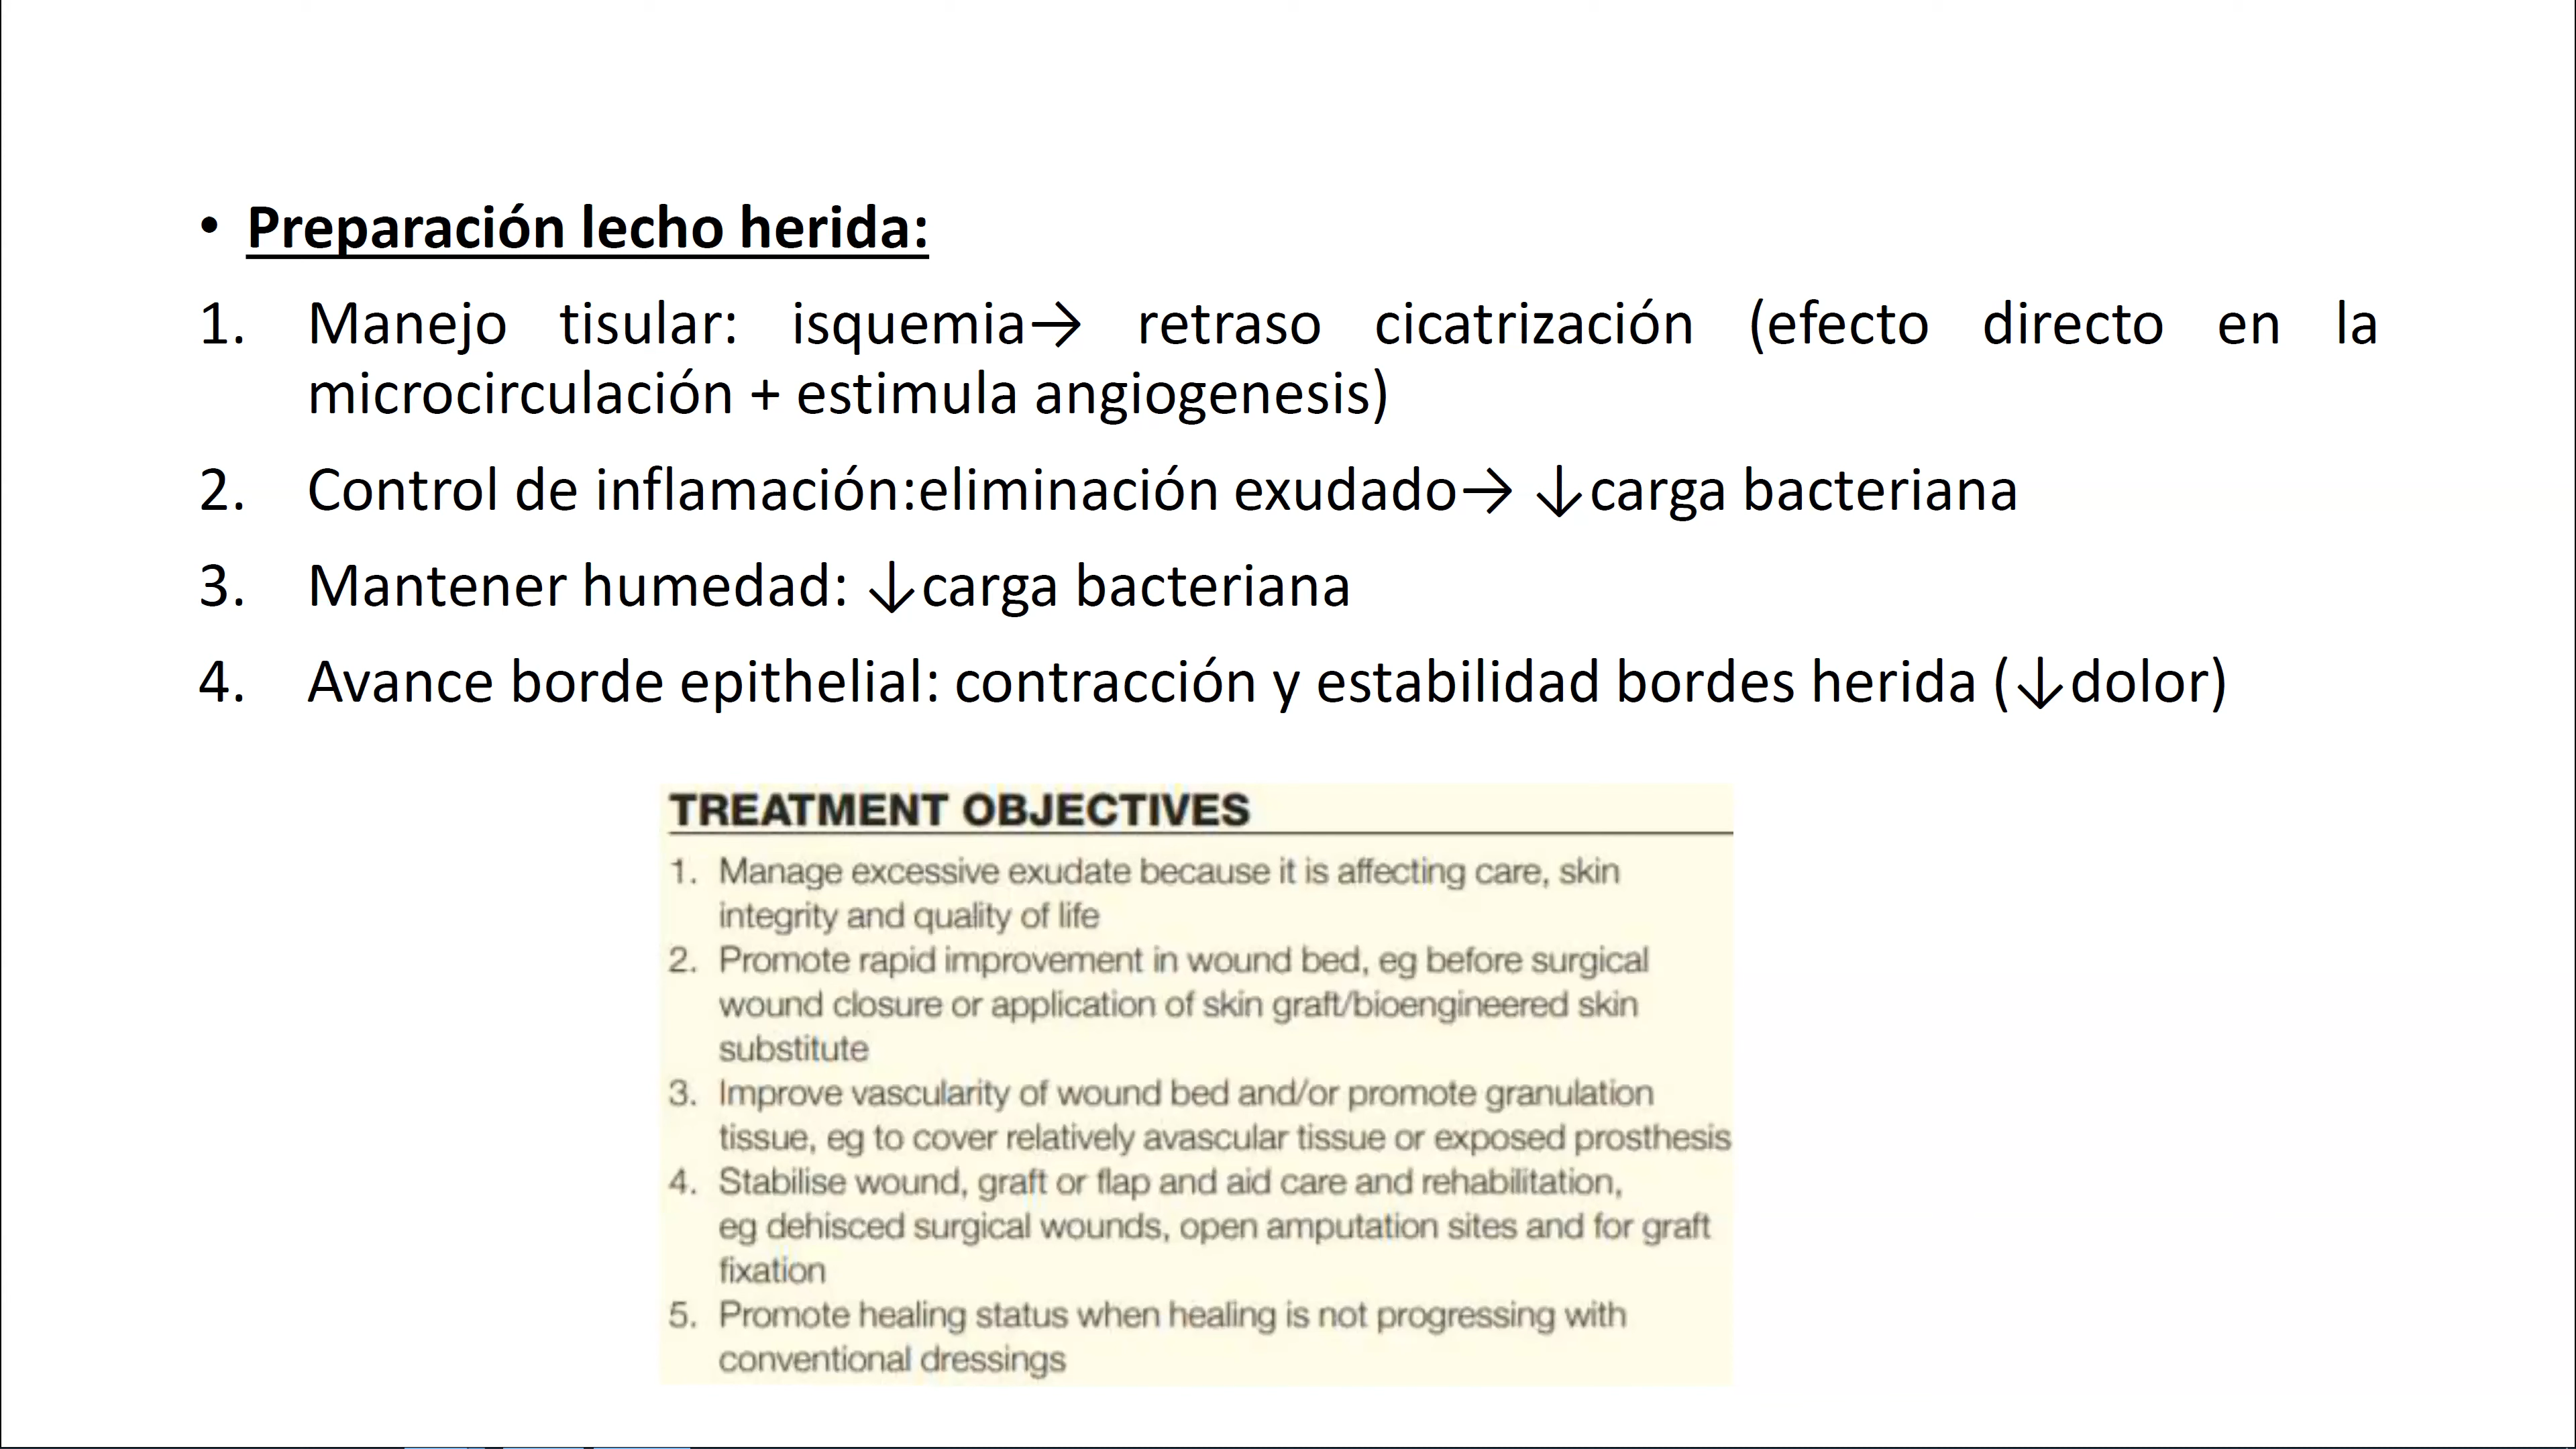 • Preparación lecho herida:
1. Manejo tisular: isquemia→ retraso cicatrización (efecto directo en la
microcirculación + estimula angiogenesis)
2. Control de inflamación:eliminación exudado→ ↓carga bacteriana
3. Mantener humedad: ↓carga bacteriana
4. Avance borde epithelial: contracción y estabilidad bordes herida (↓dolor)
TREATMENT OBJECTIVES
1. Manage excessive exudate because it is affecting care, skin
integrity and quality of life
2. Promote rapid improvement in wound bed, eg before surgical
wound closure or application of skin graft/bioengineered skin
substitute
3. Improve vascularity of wound bed and/or promote granulation
tissue, eg to cover relatively avascular tissue or exposed prosthesis
4. Stabilise wound, graft or flap and aid care and rehabilitation,
eg dehisced surgical wounds, open amputation sites and for graft
fixation
5. Promote healing status when healing is not progressing with
conventional dressings